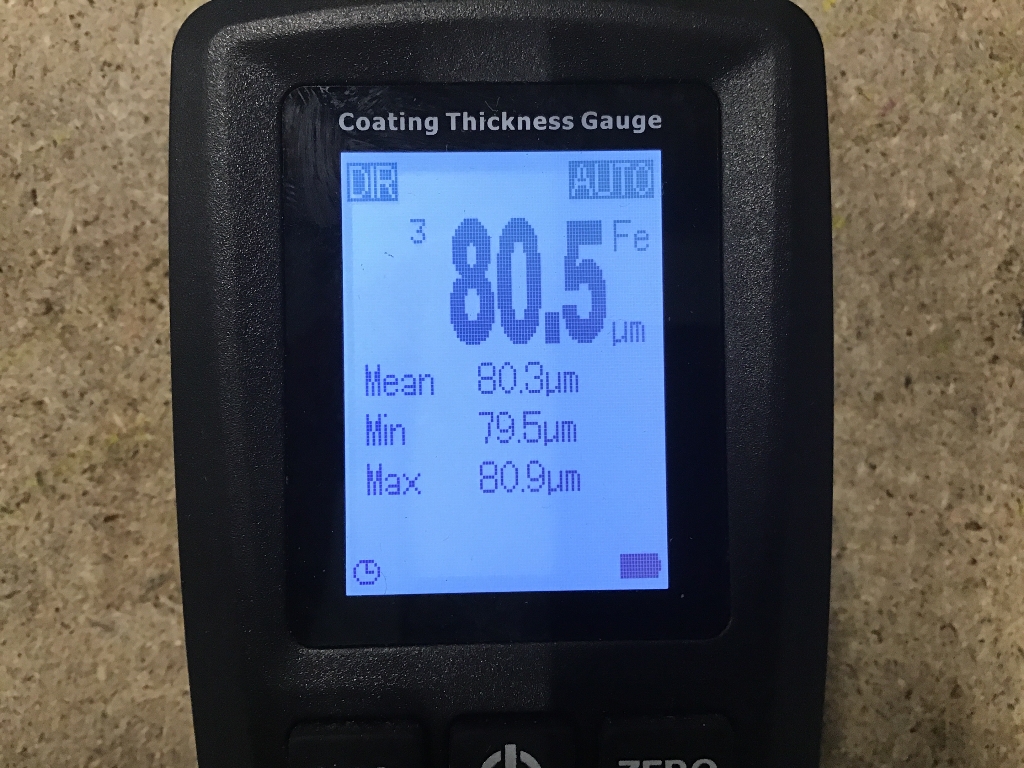 Coating Thickness Gauge
DIR AUTO
3 80.5 Fe
µm
Mean 80.3µm
Min 79.5µm
Max 80.9µm
ZERO